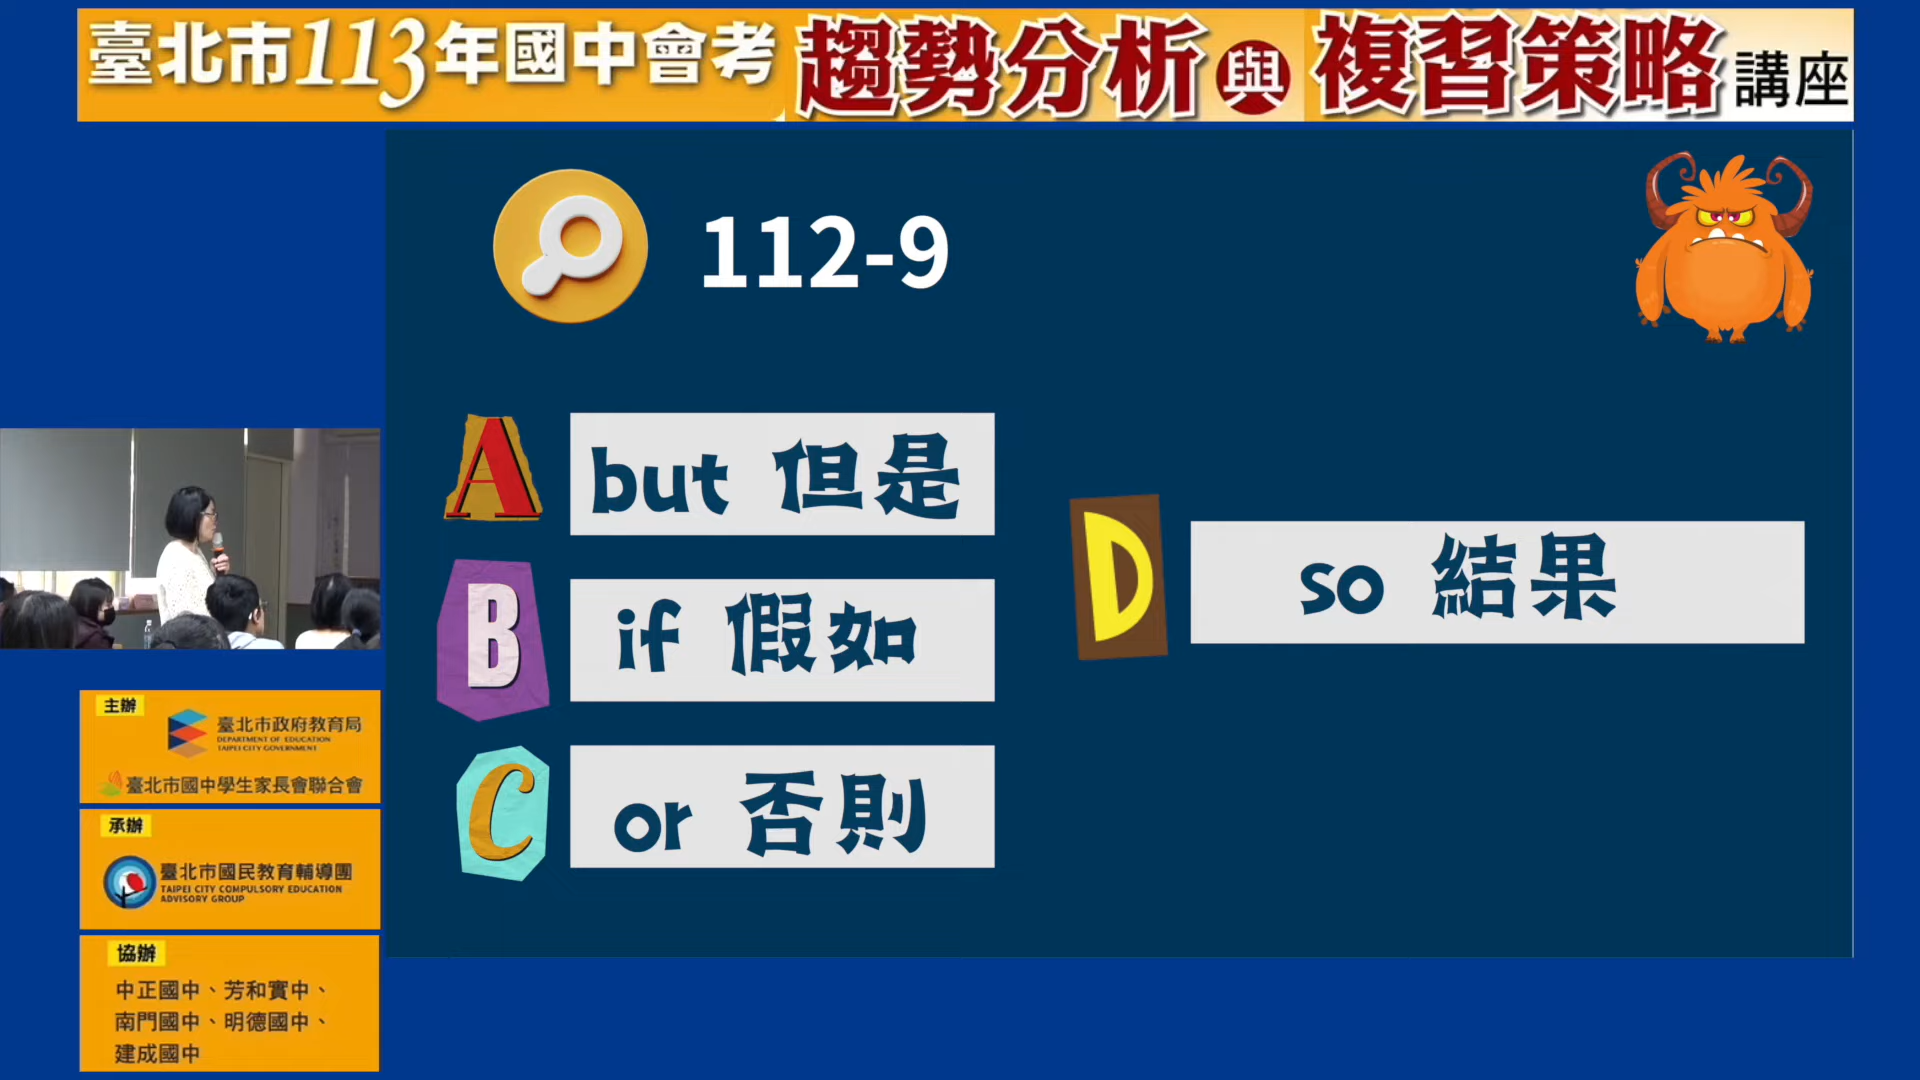 臺北市113年國中會考 趨勢分析與複習策略講座
112-9
A but 但是
B if 假如
C or 否則
D so 結果
主辦
臺北市政府教育局
DEPARTMENT OF EDUCATION
TAIPEI CITY GOVERNMENT
臺北市國中學生家長會聯合會
承辦
臺北市國民教育輔導團
TAIPEI CITY COMPULSORY EDUCATION
ADVISORY GROUP
協辦
中正國中、芳和實中、
南門國中、明德國中、
建成國中